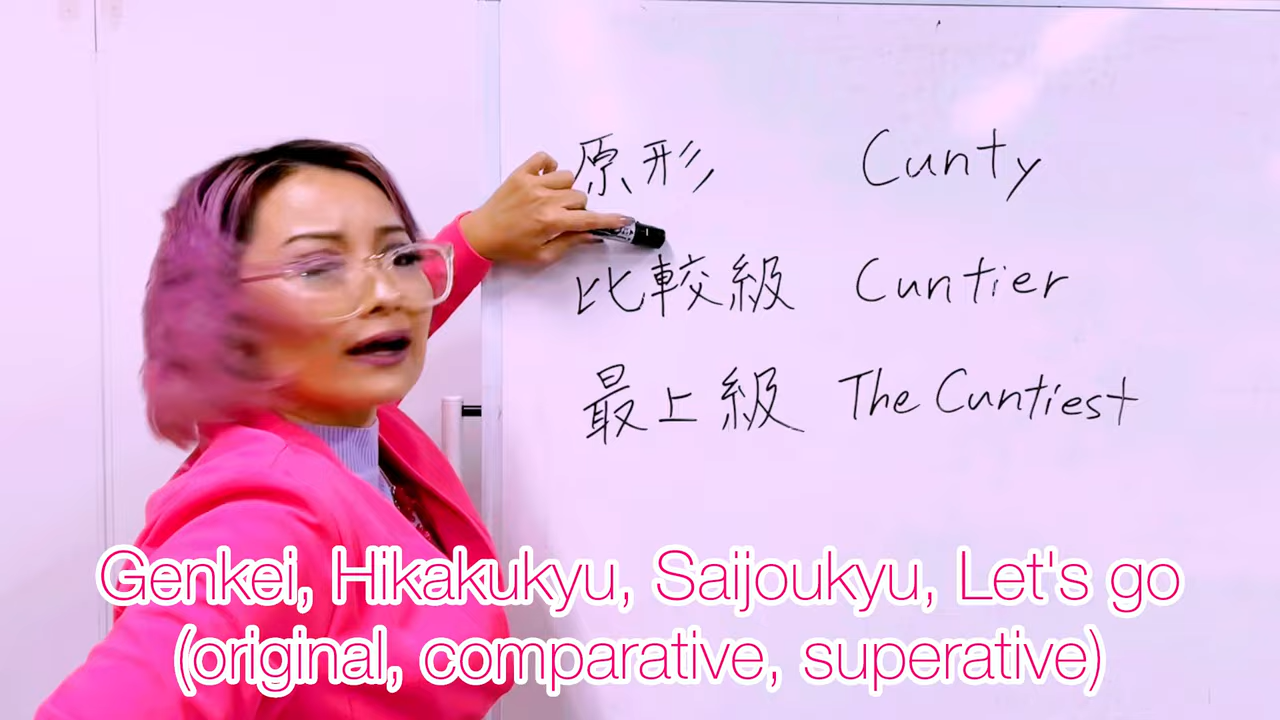 原形 Cunty
比較級 Cuntier
最上級 The Cuntiest
Genkei, Hikakukyu, Saijoukyu, Let's go
(original, comparative, superative)